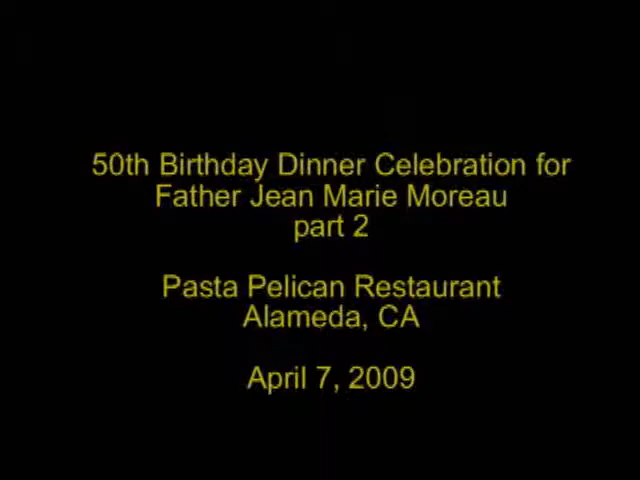 50th Birthday Dinner Celebration for
Father Jean Marie Moreau
part 2
Pasta Pelican Restaurant
Alameda, CA
April 7, 2009